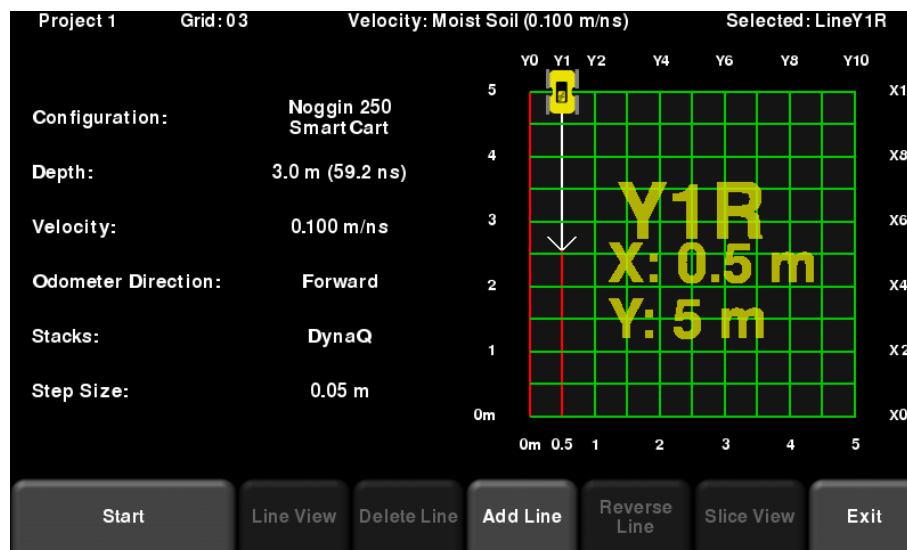 Project 1 Grid: 03 Velocity: Moist Soil (0.100 m/ns) Selected: LineY1R
Y0 Y1 Y2 Y4 Y6 Y8 Y10
5 X1
Configuration: Noggin 250
SmartCart
4 X8
Depth: 3.0 m (59.2 ns)
Y1R
3 X6
Velocity: 0.100 m/ns
X: 0.5 m
Odometer Direction: Forward
2 X4
Y: 5 m
Stacks: DynaQ
1 X2
Step Size: 0.05 m
0m X0
0m 0.5 1 2 3 4 5
Start Line View Delete Line Add Line Reverse
Line Slice View Exit